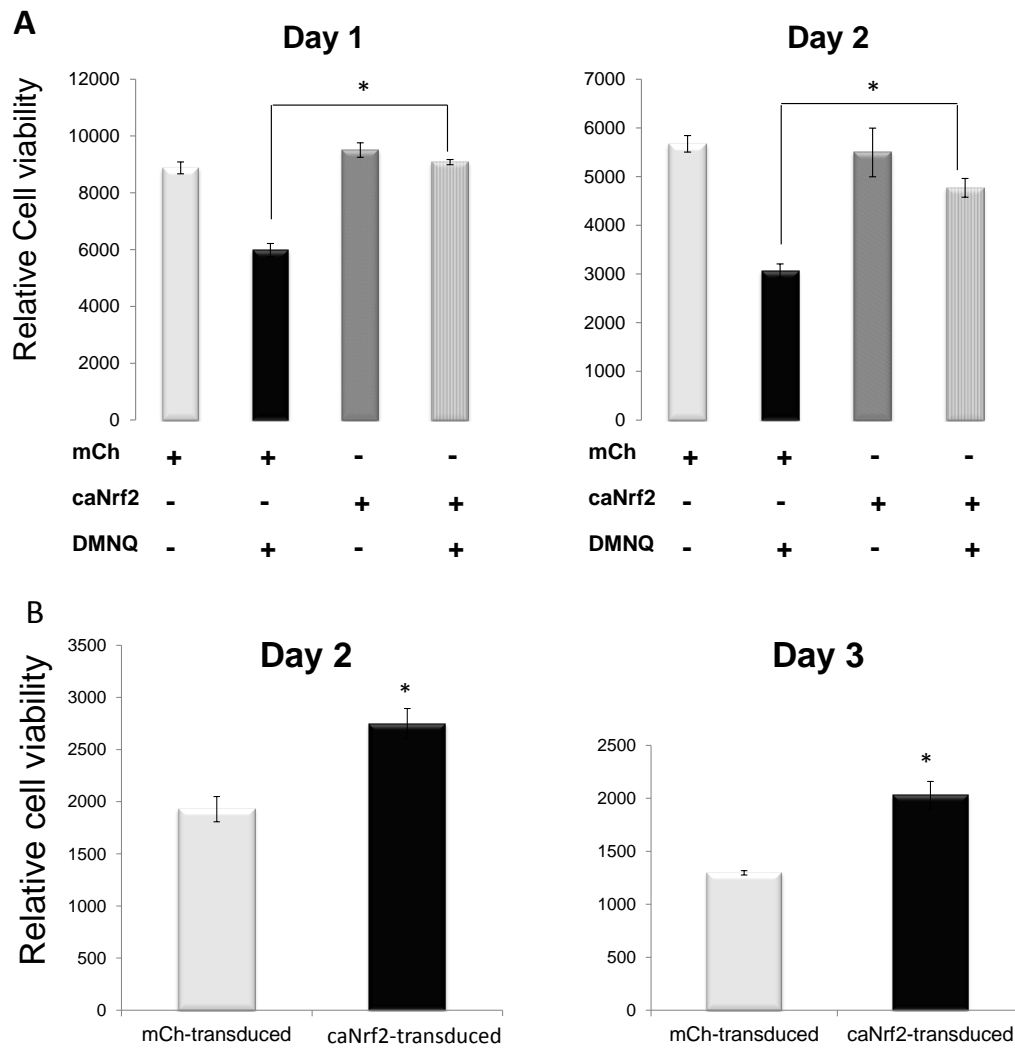 A
Day 1
Day 2
Relative Cell viability
12000
10000
8000
6000
4000
2000
0
*
mCh + + - -
caNrf2 - - + +
DMNQ - + - +
7000
6000
5000
4000
3000
2000
1000
0
*
mCh + + - -
caNrf2 - - + +
DMNQ - + - +
B
Day 2
Day 3
Relative cell viability
3500
3000
2500
2000
1500
1000
500
0
*
mCh-transduced caNrf2-transduced
2500
2000
1500
1000
500
0
*
mCh-transduced caNrf2-transduced